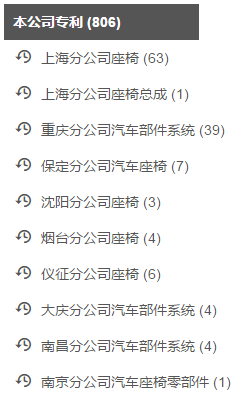 本公司专利 (806)
上海分公司座椅 (63)
上海分公司座椅总成 (1)
重庆分公司汽车部件系统 (39)
保定分公司汽车座椅 (7)
沈阳分公司座椅 (3)
烟台分公司座椅 (4)
仪征分公司座椅 (6)
大庆分公司汽车部件系统 (4)
南昌分公司汽车部件系统 (4)
南京分公司汽车座椅零部件 (1)